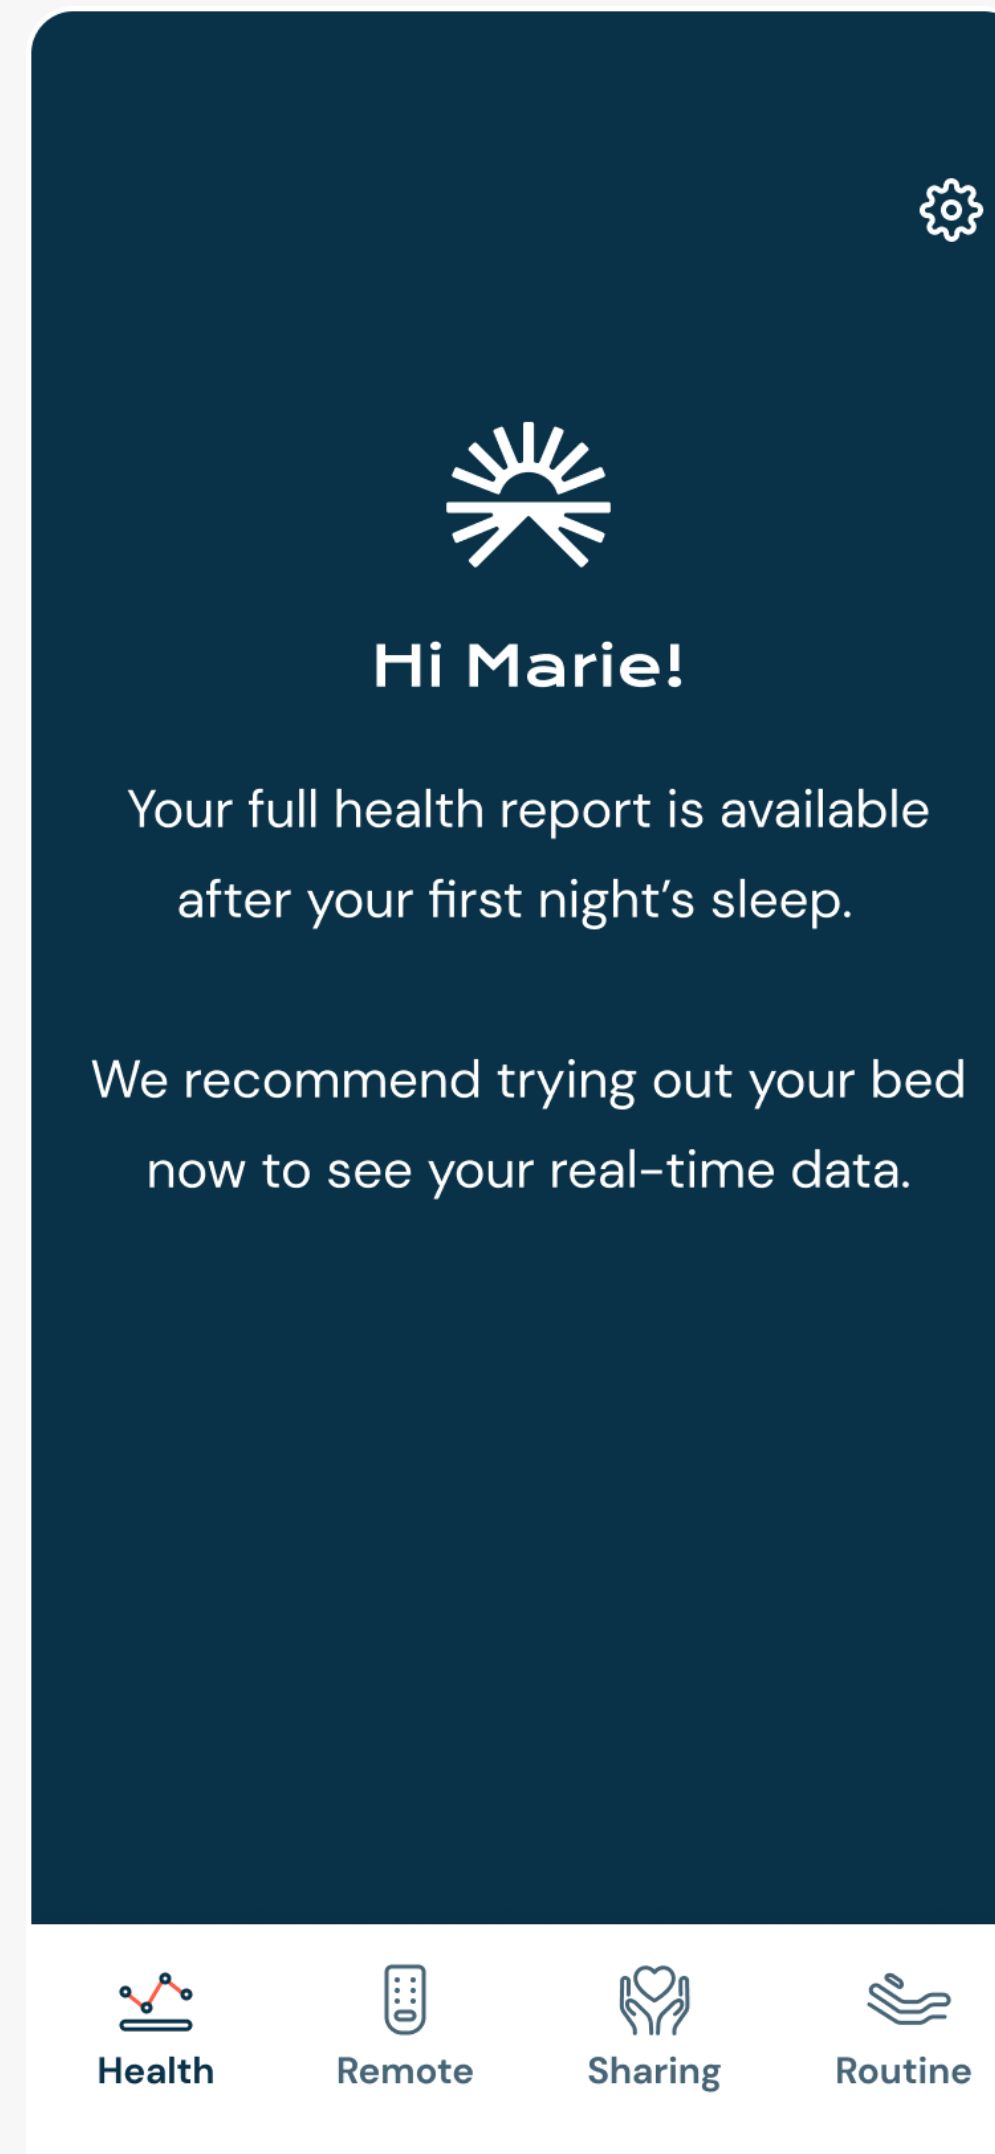 Hi Marie!
Your full health report is available
after your first night’s sleep.
We recommend trying out your bed
now to see your real-time data.
Health
Remote
Sharing
Routine